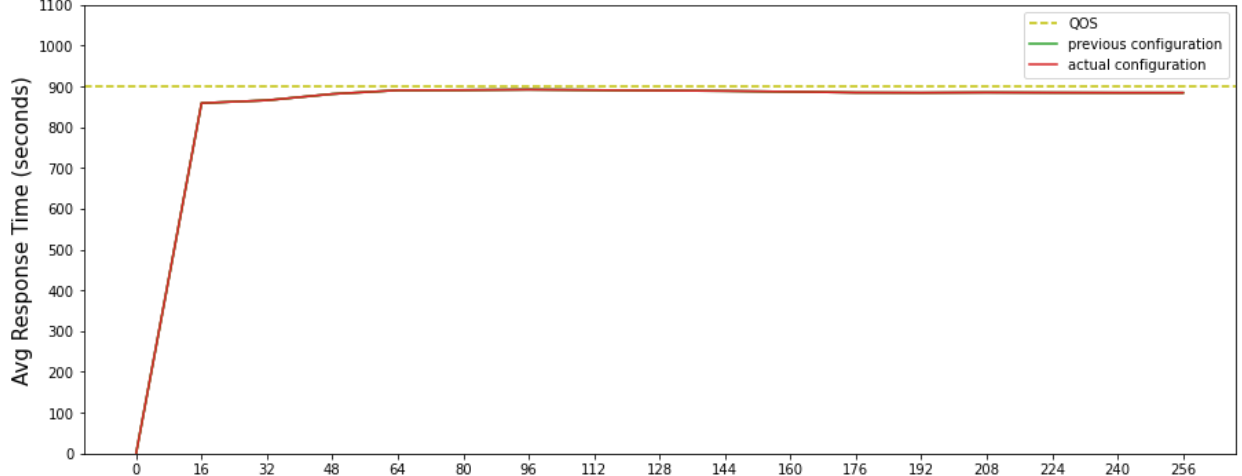 1100
1000
900
800
700
600
500
400
300
200
100
0
Avg Response Time (seconds)
QOS
previous configuration
actual configuration
0 16 32 48 64 80 96 112 128 144 160 176 192 208 224 240 256